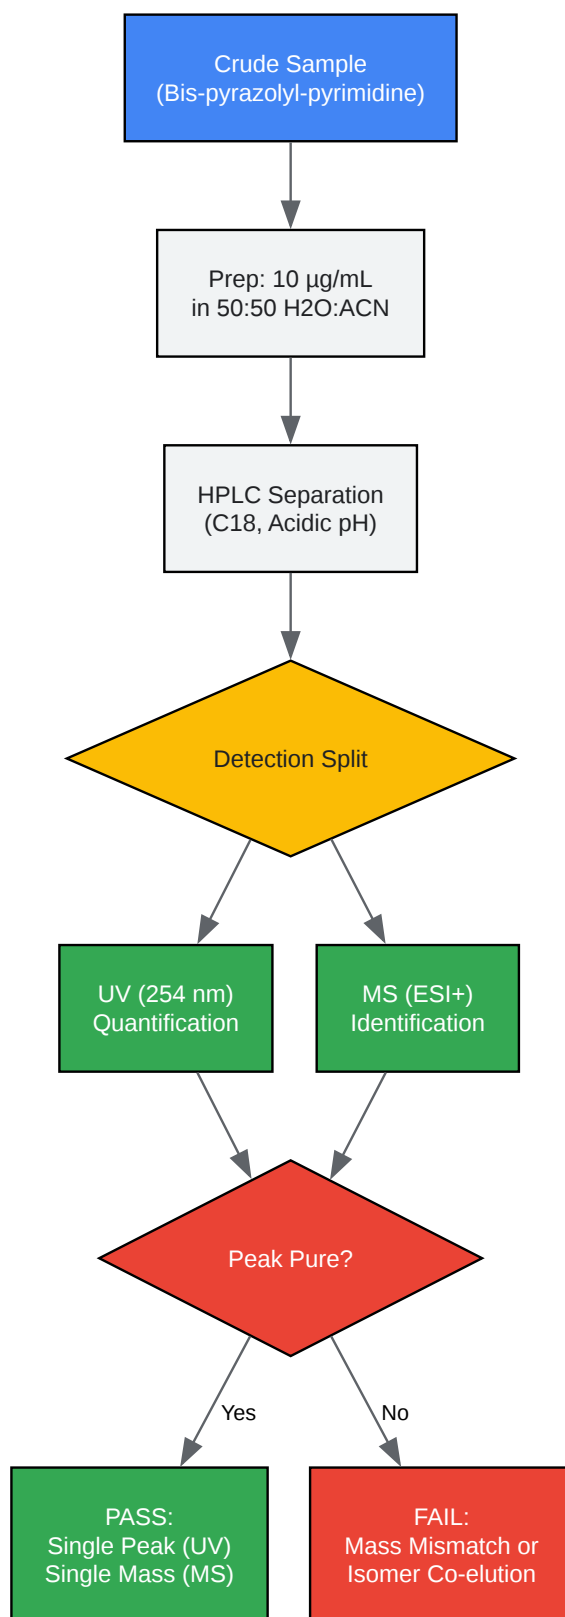 Crude Sample
(Bis-pyrazolyl-pyrimidine)
Prep: 10 µg/mL
in 50:50 H2O:ACN
HPLC Separation
(C18, Acidic pH)
Detection Split
UV (254 nm)
Quantification
MS (ESI+)
Identification
Peak Pure?
Yes
No
PASS:
Single Peak (UV)
Single Mass (MS)
FAIL:
Mass Mismatch or
Isomer Co-elution